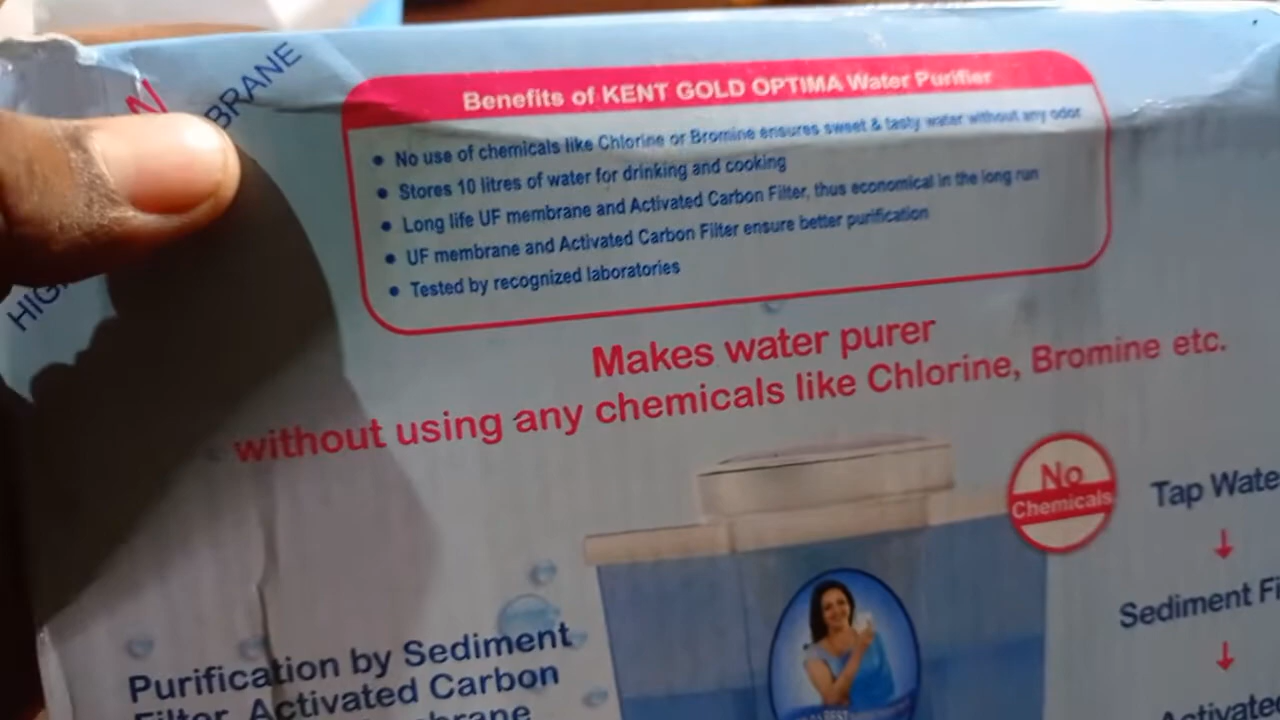 BRANE
HIG
Benefits of KENT GOLD OPTIMA Water Purifier
• No use of chemicals like Chlorine or Bromine ensures sweet & tasty water without any odor
• Stores 10 litres of water for drinking and cooking
• Long life UF membrane and Activated Carbon Filter, thus economical in the long run
• UF membrane and Activated Carbon Filter ensure better purification
• Tested by recognized laboratories
Makes water purer
without using any chemicals like Chlorine, Bromine etc.
No
Chemicals
Tap Wate
Sediment Fi
Activated
Purification by Sediment
Filter, Activated Carbon
brane